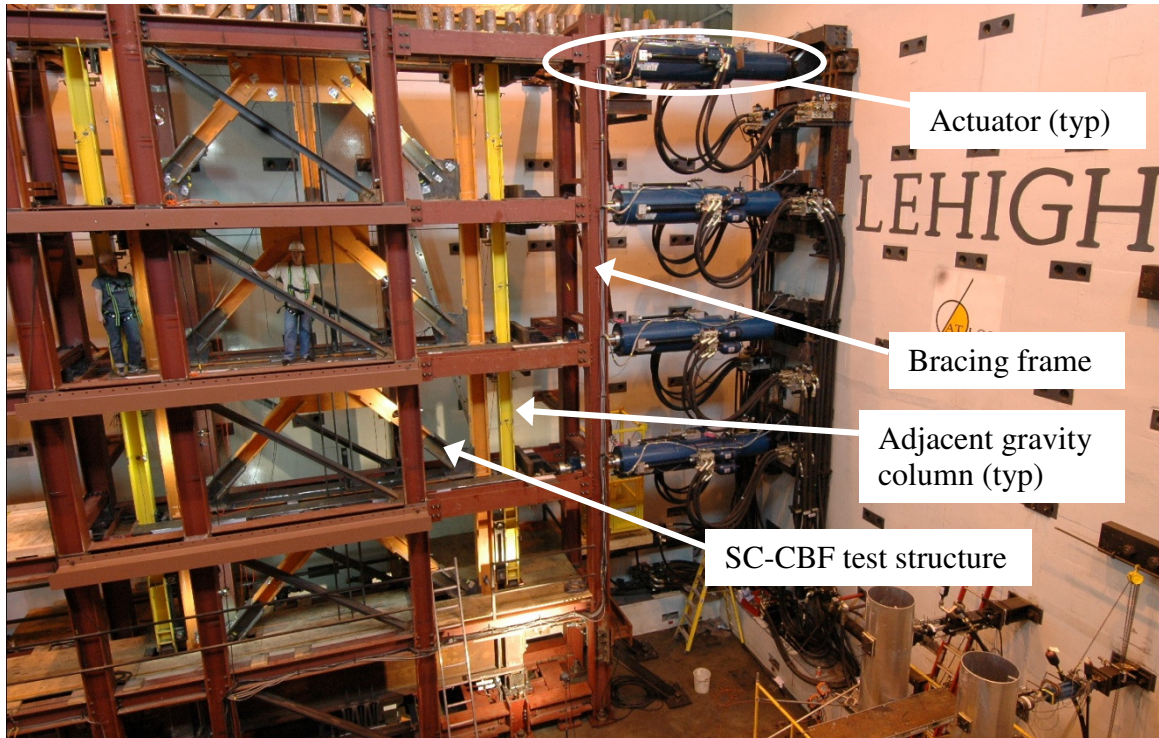 Actuator (typ)
LEHIGH
Bracing frame
Adjacent gravity
column (typ)
SC-CBF test structure